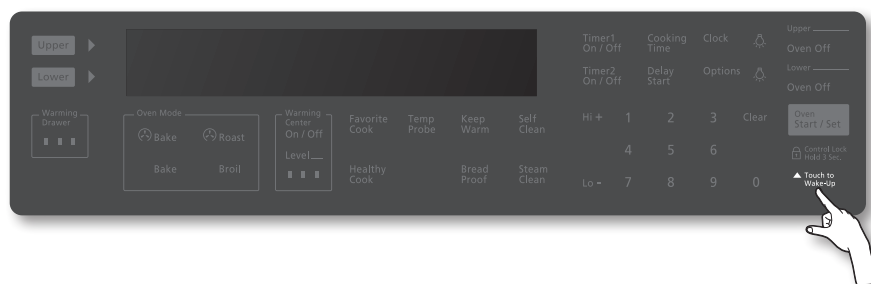 Upper
Lower
Timer1
On / Off
Cooking
Time
Clock
Upper
Oven Off
Timer2
On / Off
Delay
Start
Options
Lower
Oven Off
Warming
Drawer
Oven Mode
Bake
Roast
Bake
Broil
Warming
Center
On / Off
Level
Favorite
Cook
Temp
Probe
Keep
Warm
Self
Clean
Healthy
Cook
Bread
Proof
Steam
Clean
Hi + 1 2 3 Clear
4 5 6
Lo - 7 8 9 0
Oven
Start / Set
Control Lock
Hold 3 Sec.
Touch to
Wake-Up